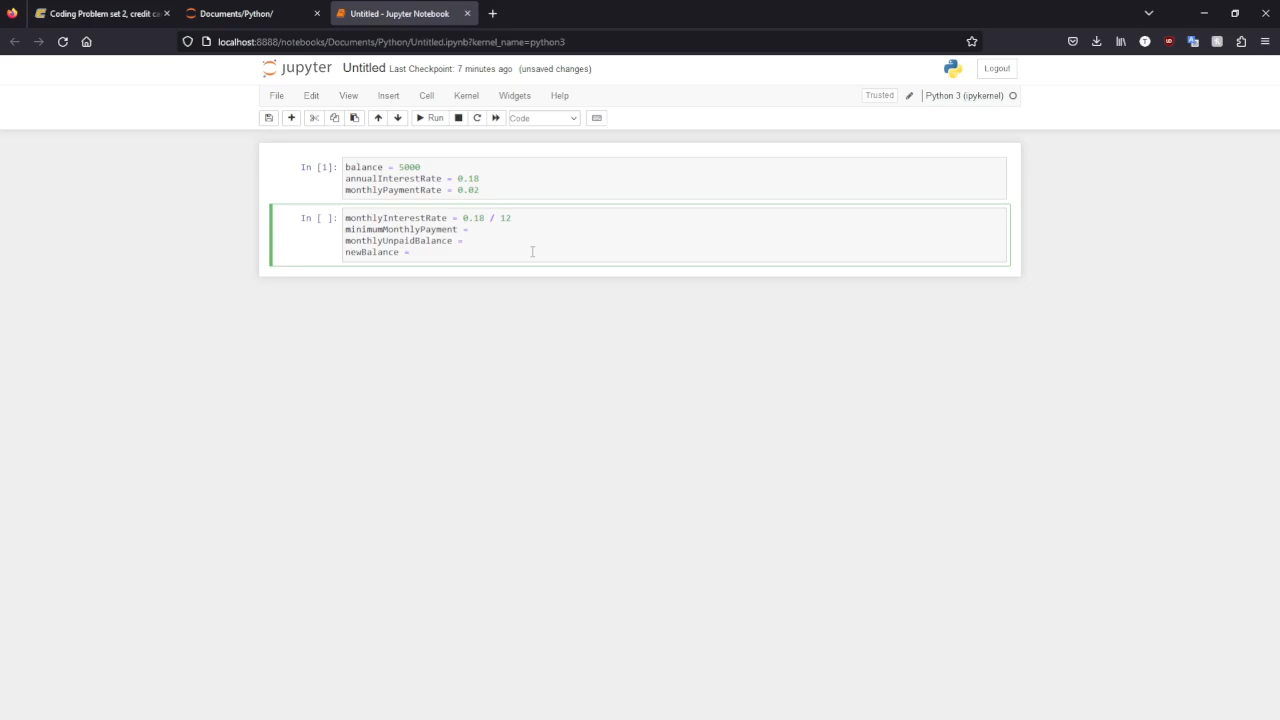 Coding Problem set 2, credit ca
Documents/Python/
Untitled - Jupyter Notebook
localhost:8888/notebooks/Documents/Python/Untitled.ipynb?kernel_name=python3
jupyter Untitled Last Checkpoint: 7 minutes ago (unsaved changes)
Logout
File Edit View Insert Cell Kernel Widgets Help
Trusted
Python 3 (ipykernel)
Run
Code
In [1]: balance = 5000
annualInterestRate = 0.18
monthlyPaymentRate = 0.02
In [ ]: monthlyInterestRate = 0.18 / 12
minimumMonthlyPayment =
monthlyUnpaidBalance =
newBalance =